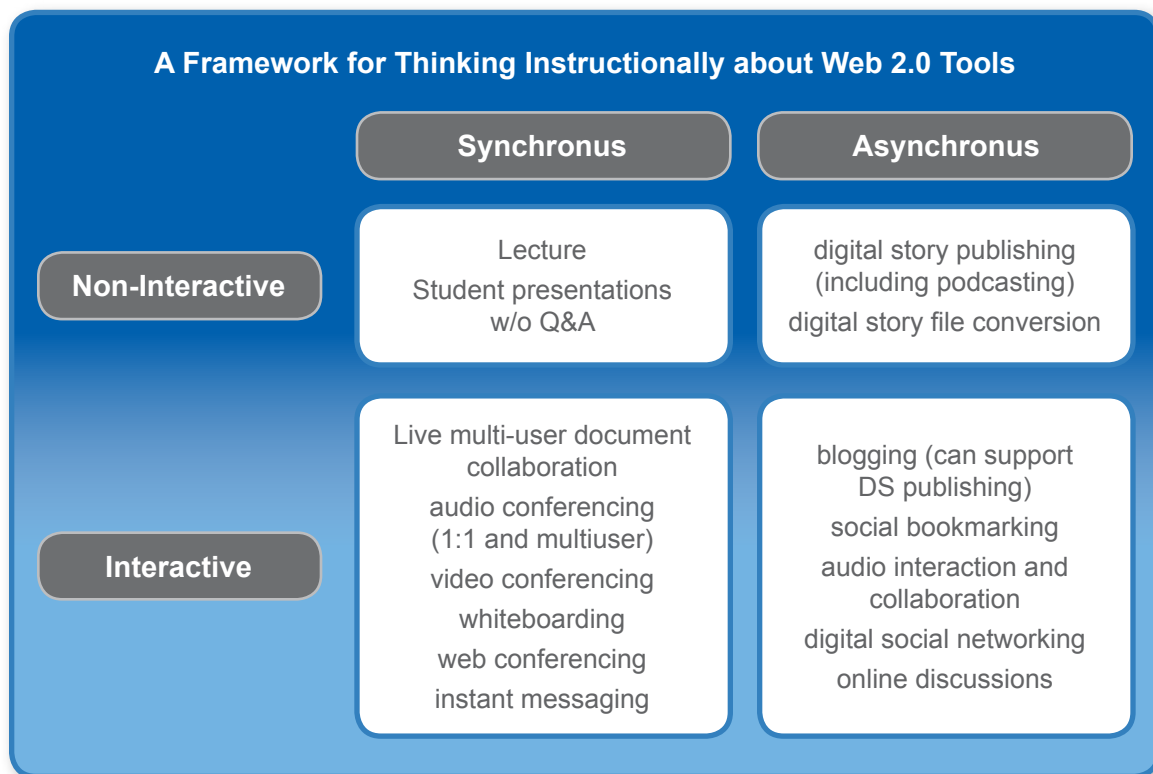 A Framework for Thinking Instructionally about Web 2.0 Tools
Synchronus
Asynchronus
Non-Interactive
Lecture
Student presentations
w/o Q&A
digital story publishing
(including podcasting)
digital story file conversion
Interactive
Live multi-user document
collaboration
audio conferencing
(1:1 and multiuser)
video conferencing
whiteboarding
web conferencing
instant messaging
blogging (can support
DS publishing)
social bookmarking
audio interaction and
collaboration
digital social networking
online discussions